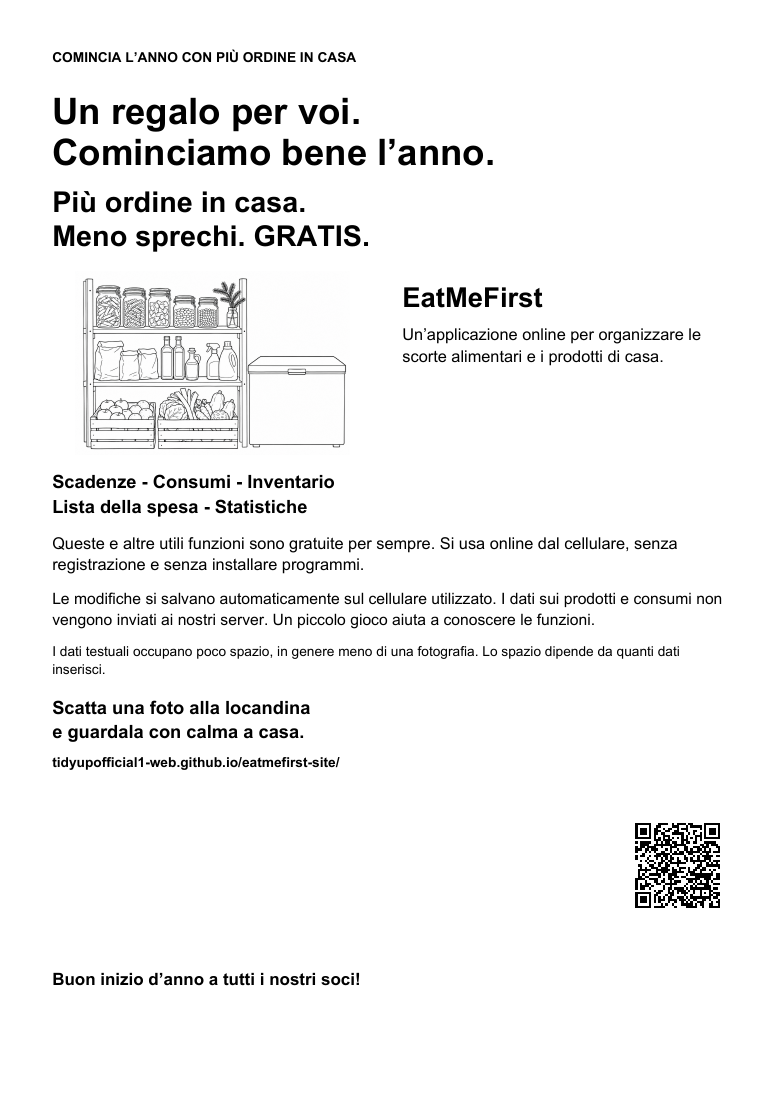 COMINCIA L’ANNO CON PIÙ ORDINE IN CASA
Un regalo per voi.
Cominciamo bene l’anno.
Più ordine in casa.
Meno sprechi. GRATIS.
EatMeFirst
Un’applicazione online per organizzare le
scorte alimentari e i prodotti di casa.
Scadenze - Consumi - Inventario
Lista della spesa - Statistiche
Queste e altre utili funzioni sono gratuite per sempre. Si usa online dal cellulare, senza
registrazione e senza installare programmi.
Le modifiche si salvano automaticamente sul cellulare utilizzato. I dati sui prodotti e consumi non
vengono inviati ai nostri server. Un piccolo gioco aiuta a conoscere le funzioni.
I dati testuali occupano poco spazio, in genere meno di una fotografia. Lo spazio dipende da quanti dati
inserisci.
Scatta una foto alla locandina
e guardala con calma a casa.
tidyupofficial1-web.github.io/eatmefirst-site/
Buon inizio d’anno a tutti i nostri soci!